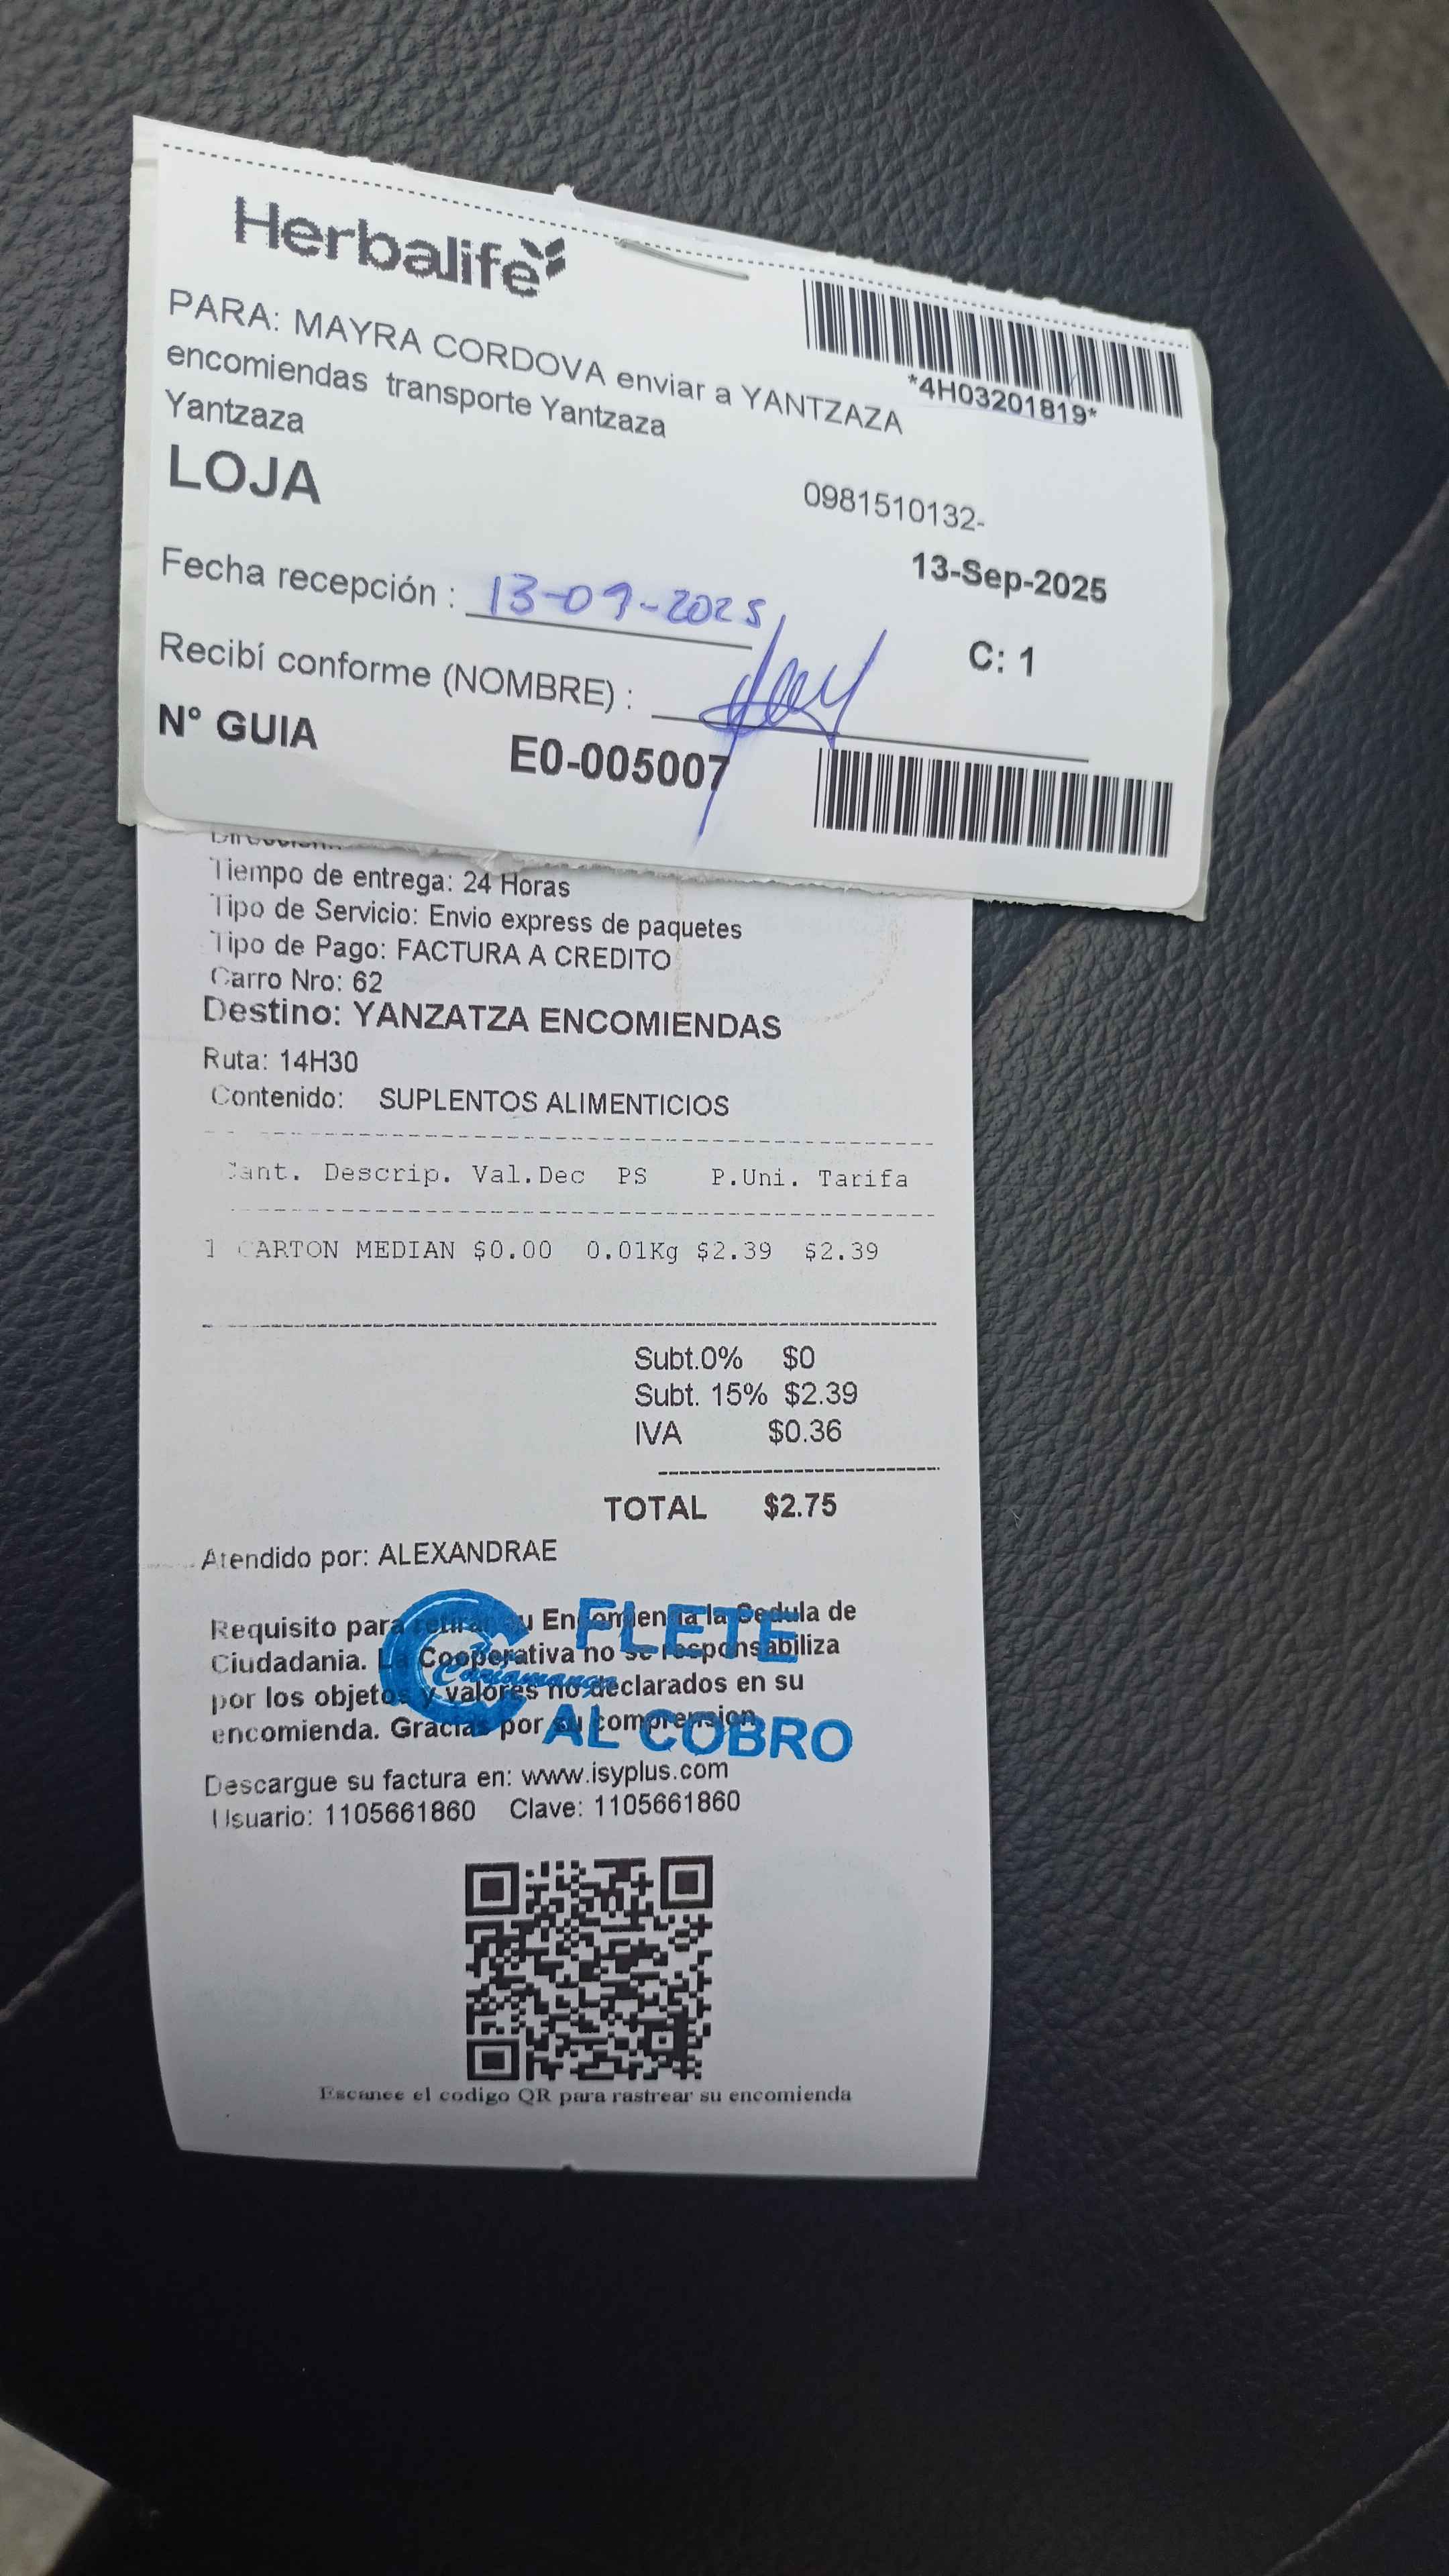 Herbalife
PARA: MAYRA CORDOVA enviar a YANTZAZA
encomiendas transporte Yantzaza
Yantzaza
*4H03201819*
LOJA
0981510132-
13-Sep-2025
Fecha recepción : 13-09-2025
C: 1
Recibí conforme (NOMBRE) :
N° GUIA E0-005007
Tiempo de entrega: 24 Horas
Tipo de Servicio: Envio express de paquetes
Tipo de Pago: FACTURA A CREDITO
Carro Nro: 62
Destino: YANZATZA ENCOMIENDAS
Ruta: 14H30
Contenido: SUPLENTOS ALIMENTICIOS
Cant. Descrip. Val.Dec PS P.Uni. Tarifa
1 CARTON MEDIAN $0.00 0.01Kg $2.39 $2.39
Subt.0% $0
Subt. 15% $2.39
IVA $0.36
TOTAL $2.75
Atendido por: ALEXANDRAE
Requisito para retirar su Encomienda la Cedula de
Ciudadania. La Cooperativa no se responsabiliza
por los objetos y valores no declarados en su
encomienda. Gracias por su comprension
FLETE
Cariamanga
AL COBRO
Descargue su factura en: www.isyplus.com
Usuario: 1105661860 Clave: 1105661860
Escanee el codigo QR para rastrear su encomienda